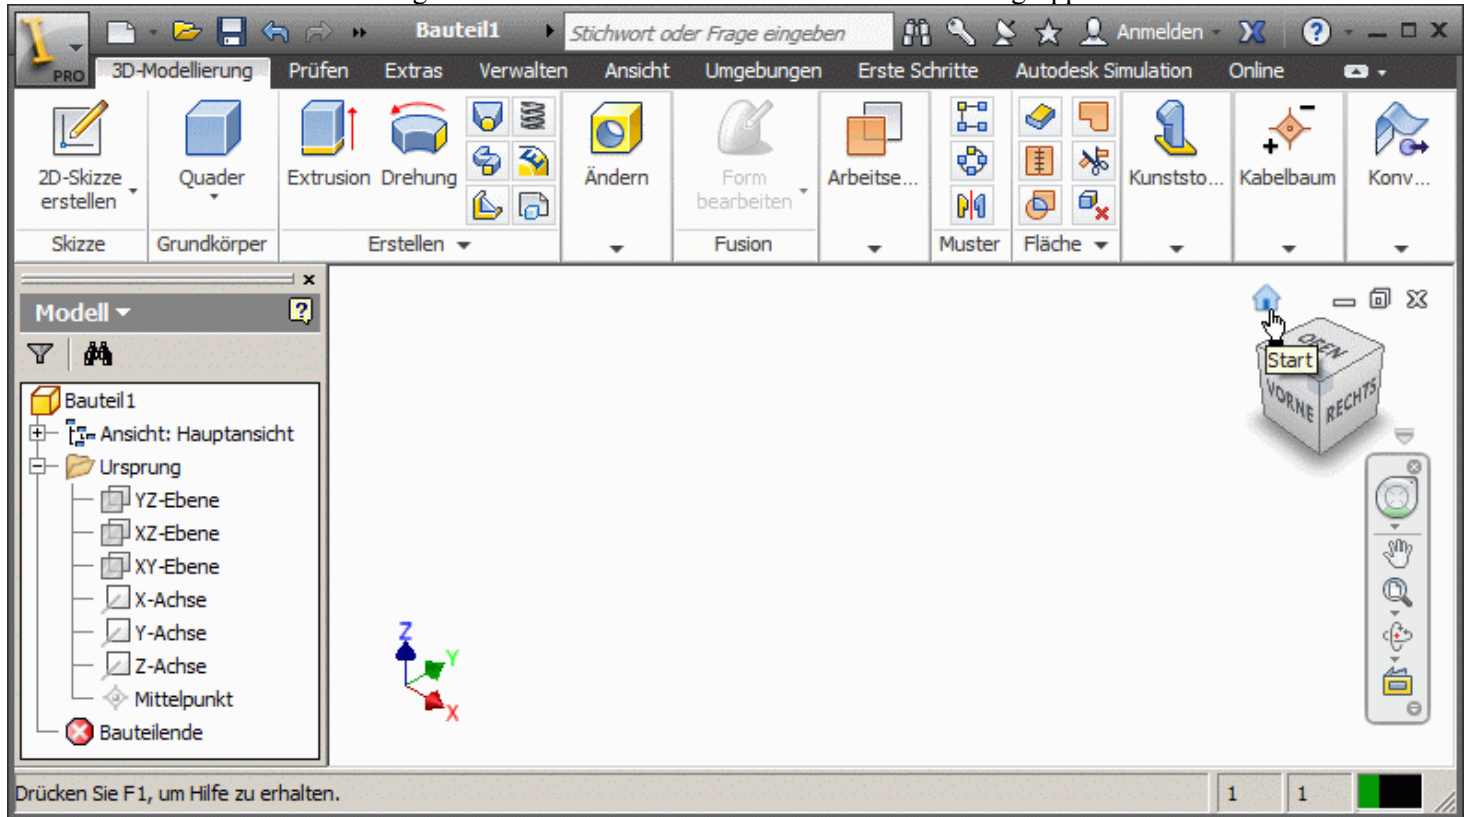 Bauteil1
Stichwort oder Frage eingeben
Anmelden
PRO
3D-Modellierung Prüfen Extras Verwalten Ansicht Umgebungen Erste Schritte Autodesk Simulation Online
2D-Skizze erstellen
Quader
Extrusion
Drehung
Ändern
Form bearbeiten
Arbeitse...
Kunststo...
Kabelbaum
Konv...
Skizze Grundkörper Erstellen Fusion Muster Fläche
Modell
Bauteil1
Ansicht: Hauptansicht
Ursprung
YZ-Ebene
XZ-Ebene
XY-Ebene
X-Achse
Y-Achse
Z-Achse
Mittelpunkt
Bauteilende
Start
OBEN
VORNE
RECHTS
Z
Y
X
Drücken Sie F1, um Hilfe zu erhalten.
1 1